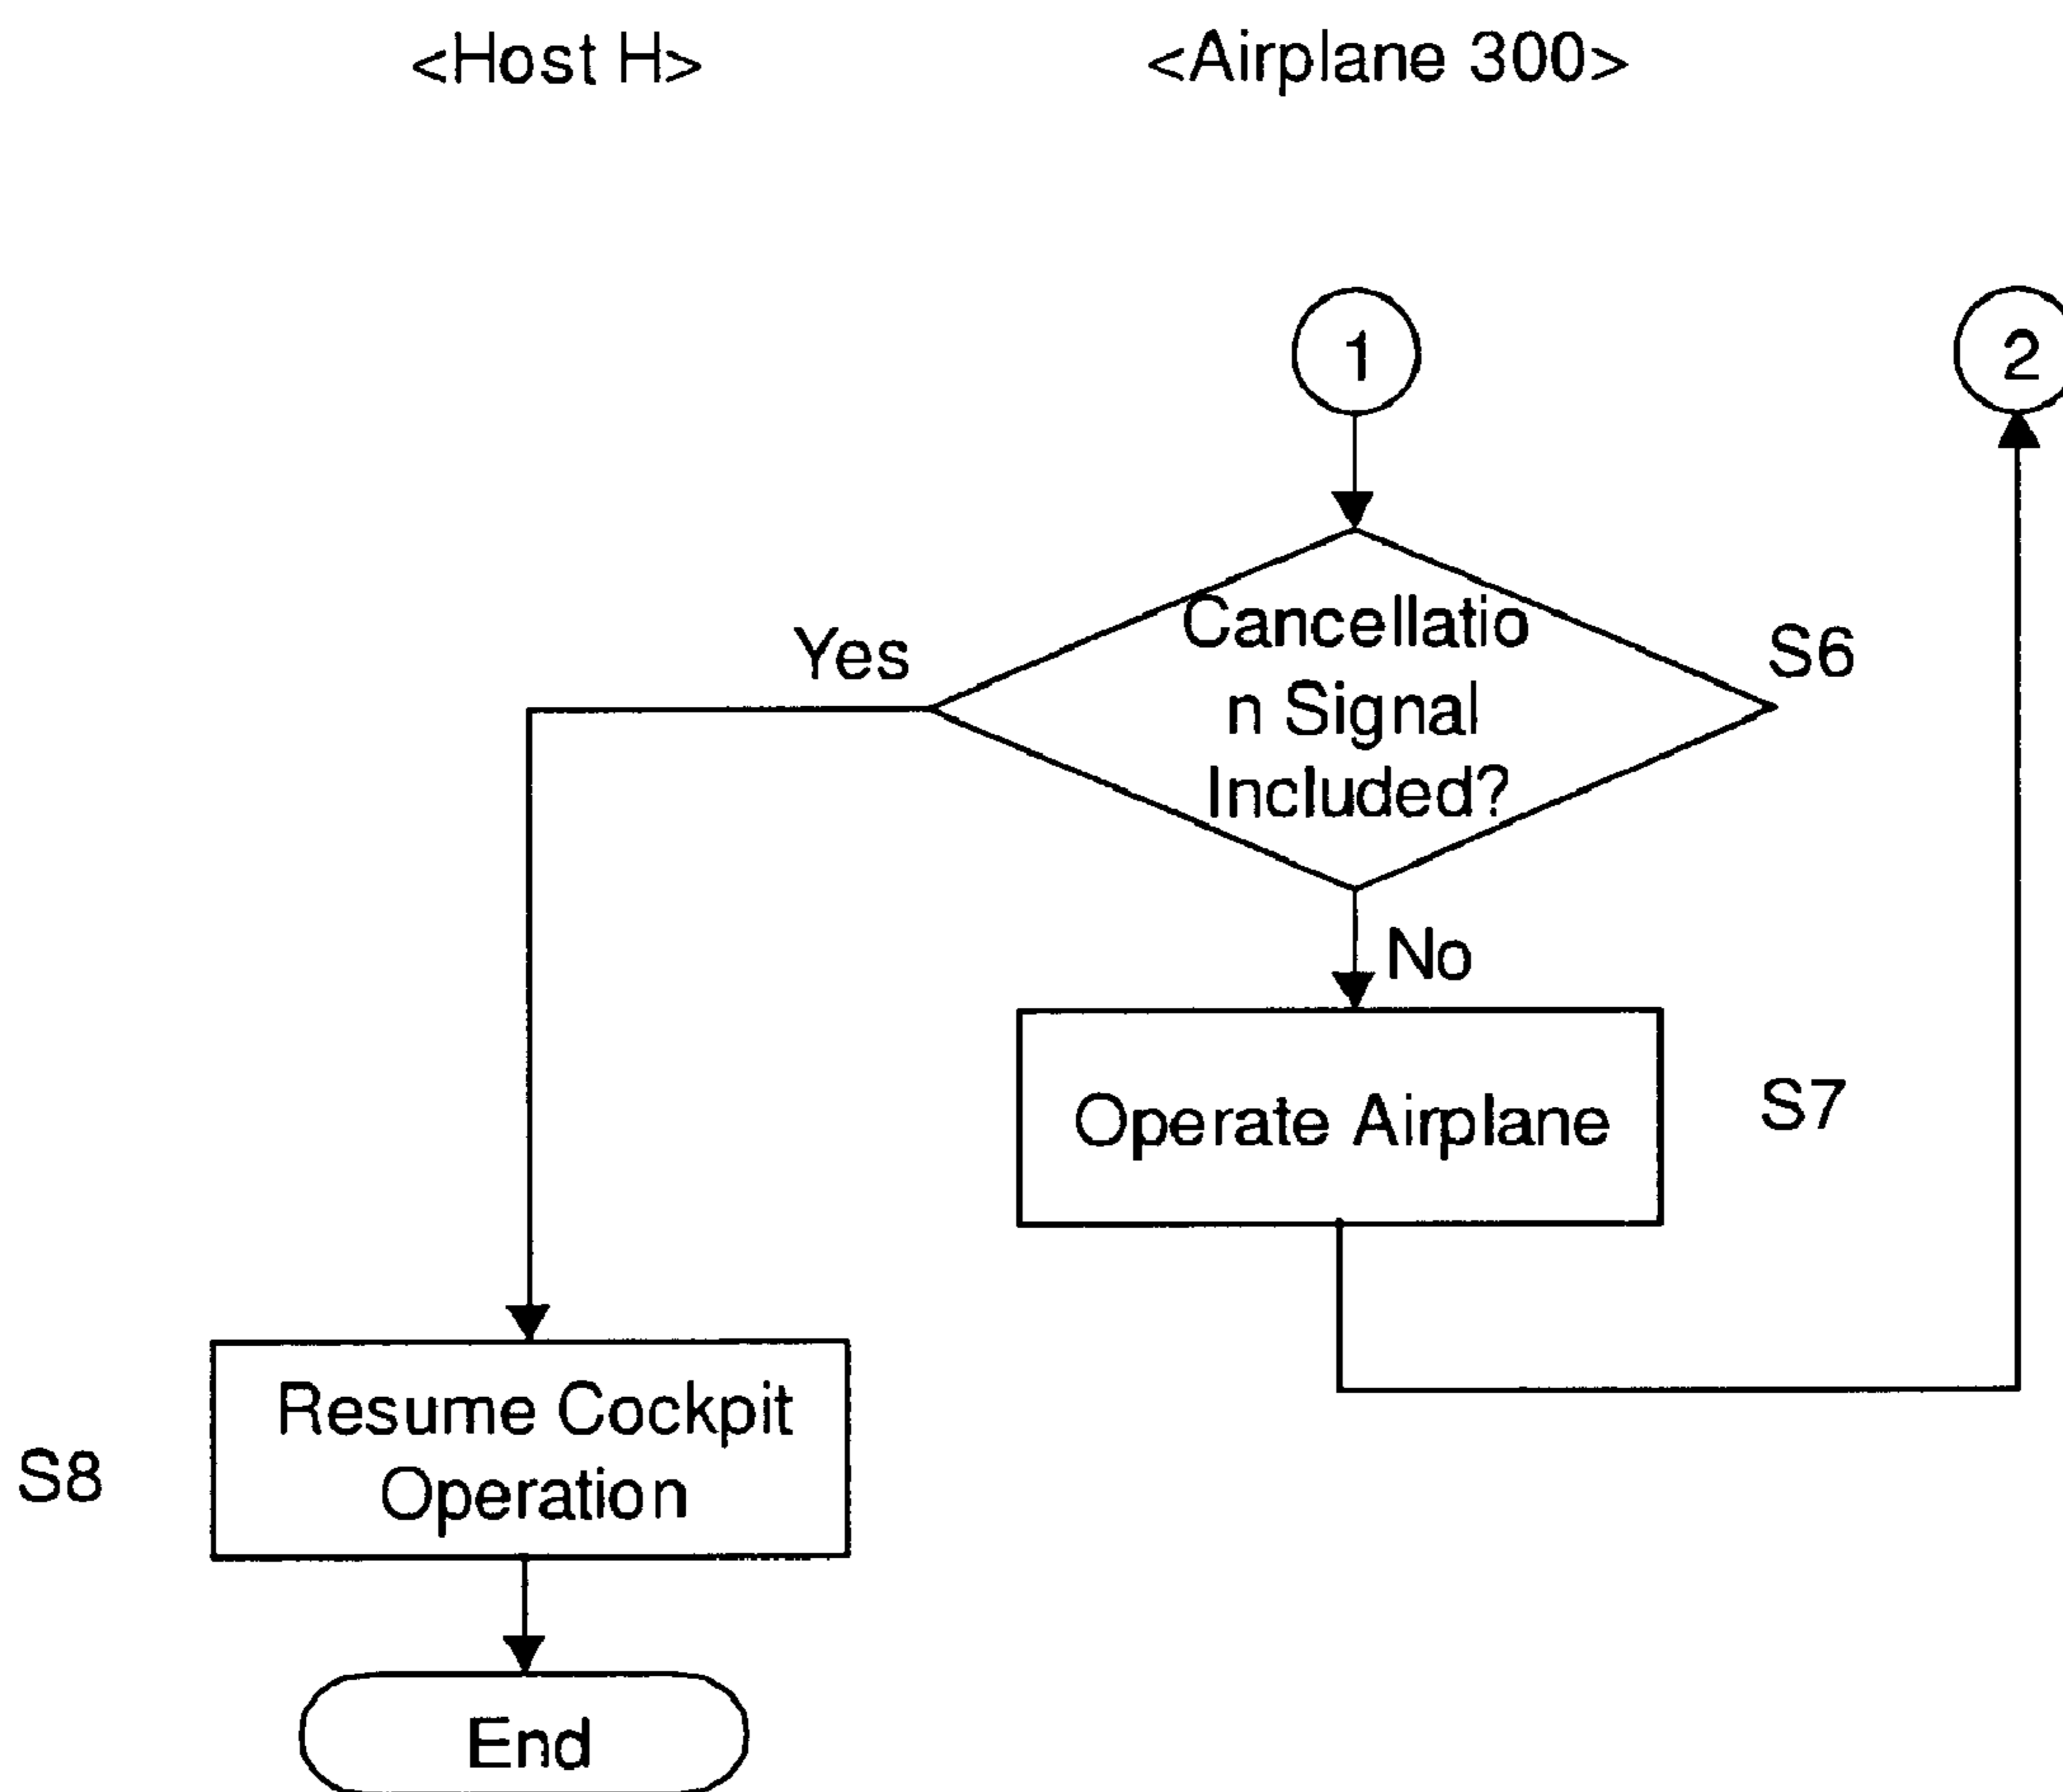 <Host H>
<Airplane 300>
1
2
Yes
Cancellatio
n Signal
Included?
S6
No
Operate Airplane
S7
Resume Cockpit
Operation
S8
End